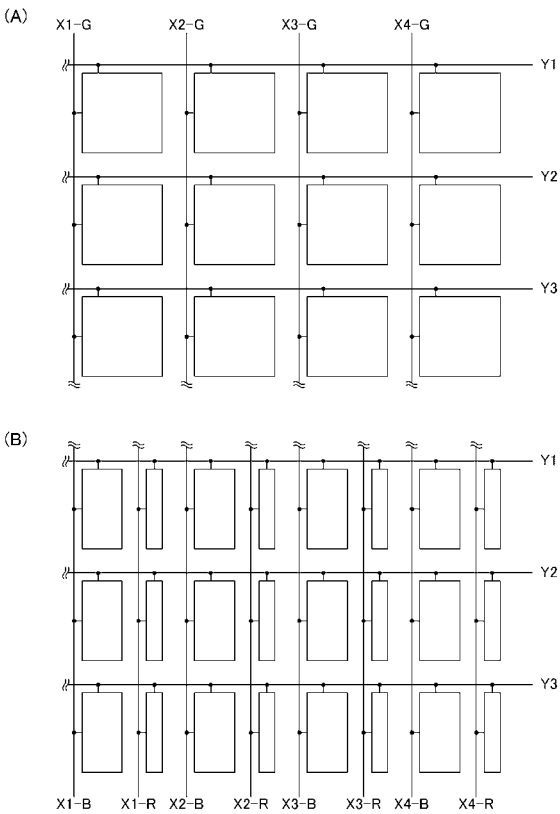 (A)
X1-G X2-G X3-G X4-G
Y1
Y2
Y3
(B)
Y1
Y2
Y3
X1-B X1-R X2-B X2-R X3-B X3-R X4-B X4-R